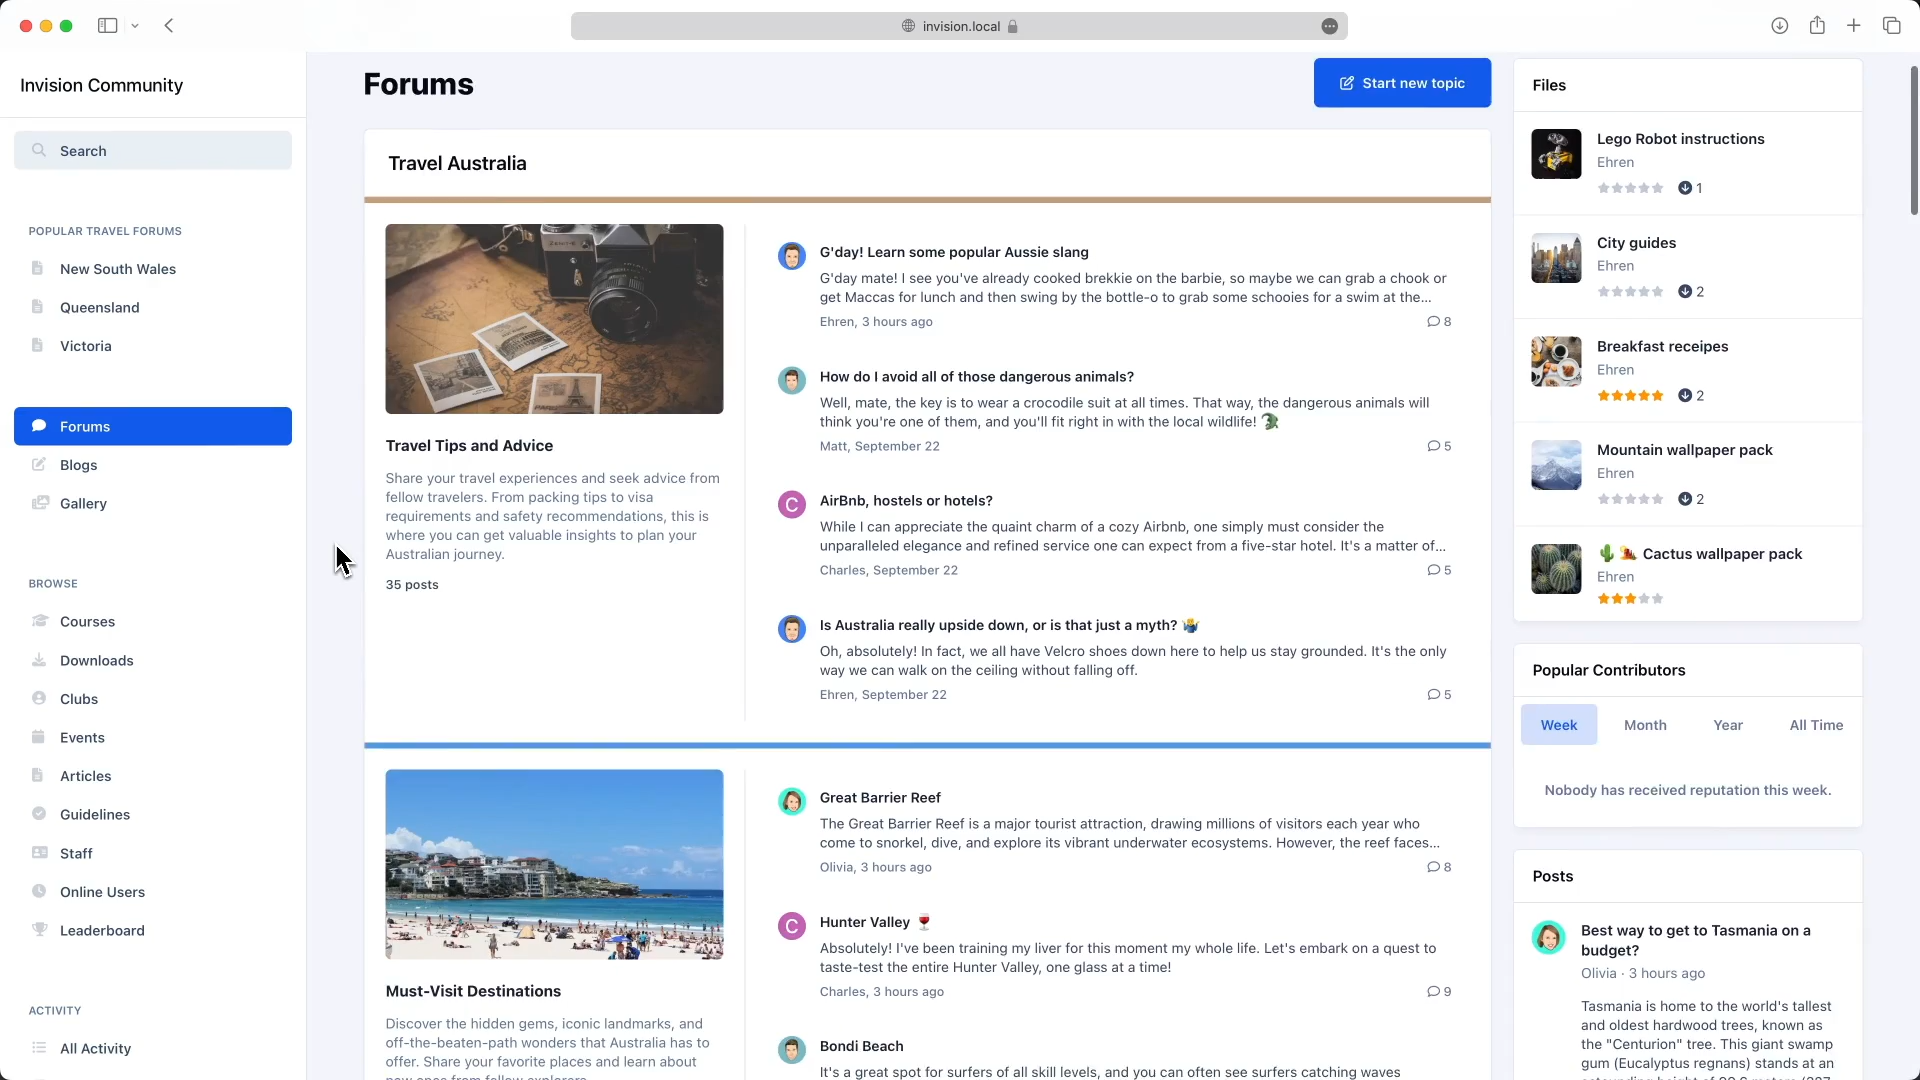 invision.local
Invision Community
Search
POPULAR TRAVEL FORUMS
New South Wales
Queensland
Victoria
Forums
Blogs
Gallery
BROWSE
Courses
Downloads
Clubs
Events
Articles
Guidelines
Staff
Online Users
Leaderboard
ACTIVITY
All Activity
Forums
Start new topic
Travel Australia
Travel Tips and Advice
Share your travel experiences and seek advice from
fellow travelers. From packing tips to visa
requirements and safety recommendations, this is
where you can get valuable insights to plan your
Australian journey.
35 posts
G'day! Learn some popular Aussie slang
G'day mate! I see you've already cooked brekkie on the barbie, so maybe we can grab a chook or
get Maccas for lunch and then swing by the bottle-o to grab some schooies for a swim at the...
Ehren, 3 hours ago
8
How do I avoid all of those dangerous animals?
Well, mate, the key is to wear a crocodile suit at all times. That way, the dangerous animals will
think you're one of them, and you'll fit right in with the local wildlife! 🐊
Matt, September 22
5
C
AirBnb, hostels or hotels?
While I can appreciate the quaint charm of a cozy Airbnb, one simply must consider the
unparalleled elegance and refined service one can expect from a five-star hotel. It's a matter of...
Charles, September 22
5
Is Australia really upside down, or is that just a myth? 🤷‍♂️
Oh, absolutely! In fact, we all have Velcro shoes down here to help us stay grounded. It's the only
way we can walk on the ceiling without falling off.
Ehren, September 22
5
Must-Visit Destinations
Discover the hidden gems, iconic landmarks, and
off-the-beaten-path wonders that Australia has to
offer. Share your favorite places and learn about
new ones from fellow explorers.
Great Barrier Reef
The Great Barrier Reef is a major tourist attraction, drawing millions of visitors each year who
come to snorkel, dive, and explore its vibrant underwater ecosystems. However, the reef faces...
Olivia, 3 hours ago
8
C
Hunter Valley 🍷
Absolutely! I've been training my liver for this moment my whole life. Let's embark on a quest to
taste-test the entire Hunter Valley, one glass at a time!
Charles, 3 hours ago
9
Bondi Beach
It's a great spot for surfers of all skill levels, and you can often see surfers catching waves
Files
Lego Robot instructions
Ehren
1
City guides
Ehren
2
Breakfast receipes
Ehren
2
Mountain wallpaper pack
Ehren
2
🌵 🐪 Cactus wallpaper pack
Ehren
Popular Contributors
Week Month Year All Time
Nobody has received reputation this week.
Posts
Best way to get to Tasmania on a
budget?
Olivia · 3 hours ago
Tasmania is home to the world's tallest
and oldest hardwood trees, known as
the "Centurion" tree. This giant swamp
gum (Eucalyptus regnans) stands at an